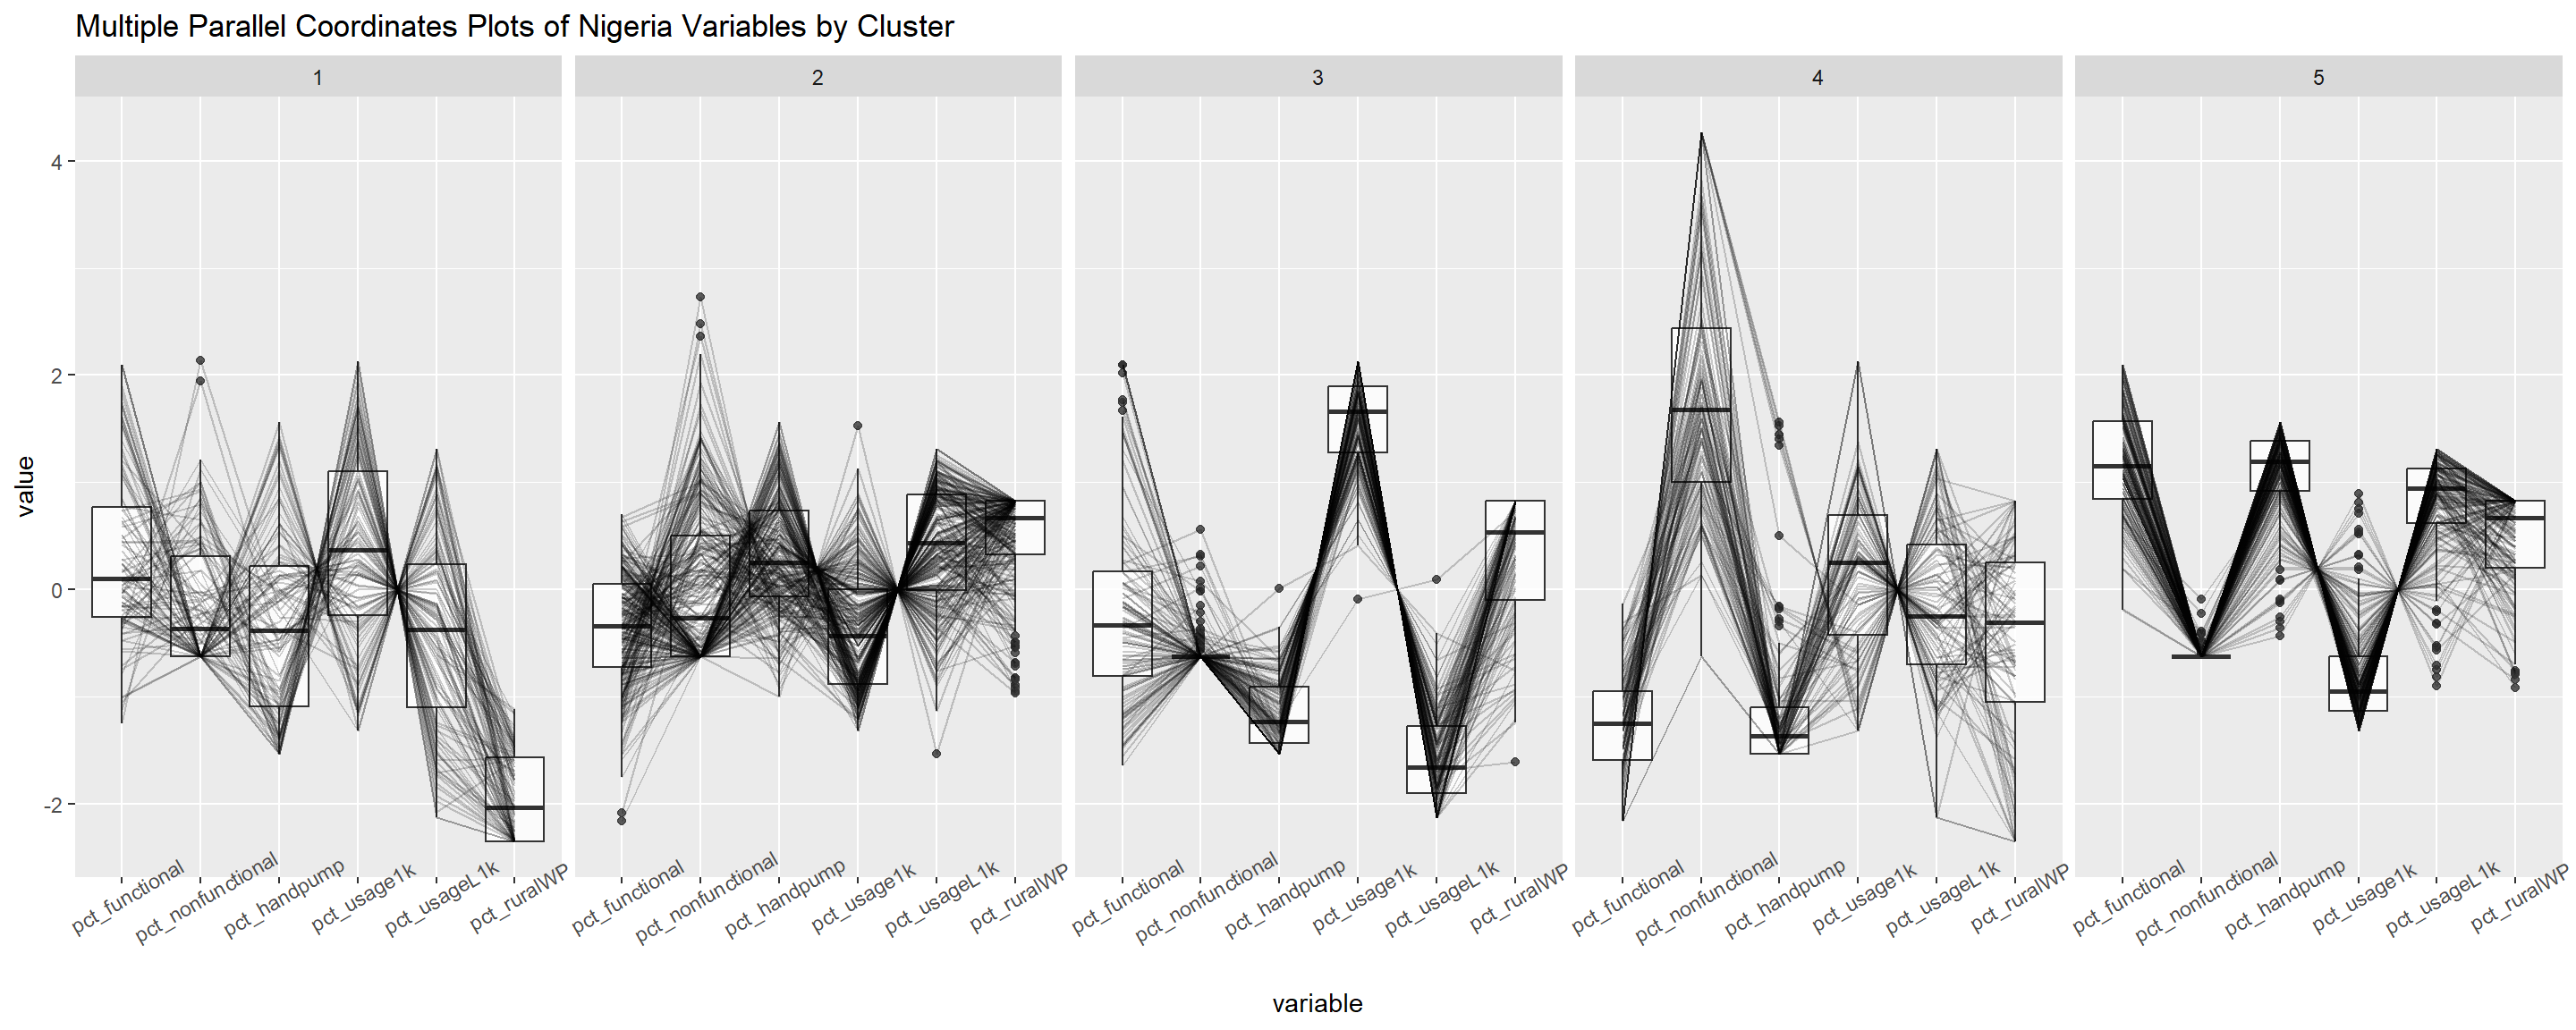 Multiple Parallel Coordinates Plots of Nigeria Variables by Cluster
1 2 3 4 5
4
2
0
-2
value
pct_functional pct_nonfunctional pct_handpump pct_usage1k pct_usageL1k pct_ruralWP pct_functional pct_nonfunctional pct_handpump pct_usage1k pct_usageL1k pct_ruralWP pct_functional pct_nonfunctional pct_handpump pct_usage1k pct_usageL1k pct_ruralWP pct_functional pct_nonfunctional pct_handpump pct_usage1k pct_usageL1k pct_ruralWP pct_functional pct_nonfunctional pct_handpump pct_usage1k pct_usageL1k pct_ruralWP
variable